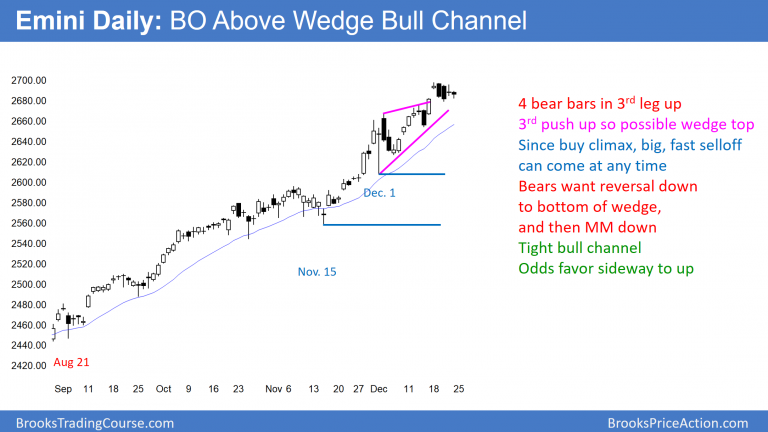 Emini Daily: BO Above Wedge Bull Channel
2700.00
2680.00
2660.00
2640.00
2620.00
2600.00
2580.00
2560.00
2540.00
2520.00
2500.00
2480.00
2460.00
2440.00
2420.00
Dec. 1
Nov. 15
Aug 21
Sep 11 18 25 Oct 9 16 23 Nov 6 13 20 27 Dec 11 18 25
4 bear bars in 3rd leg up
3rd push up so possible wedge top
Since buy climax, big, fast selloff
can come at any time
Bears want reversal down
to bottom of wedge,
and then MM down
Tight bull channel
Odds favor sideway to up
BrooksTradingCourse.com
BrooksPriceAction.com